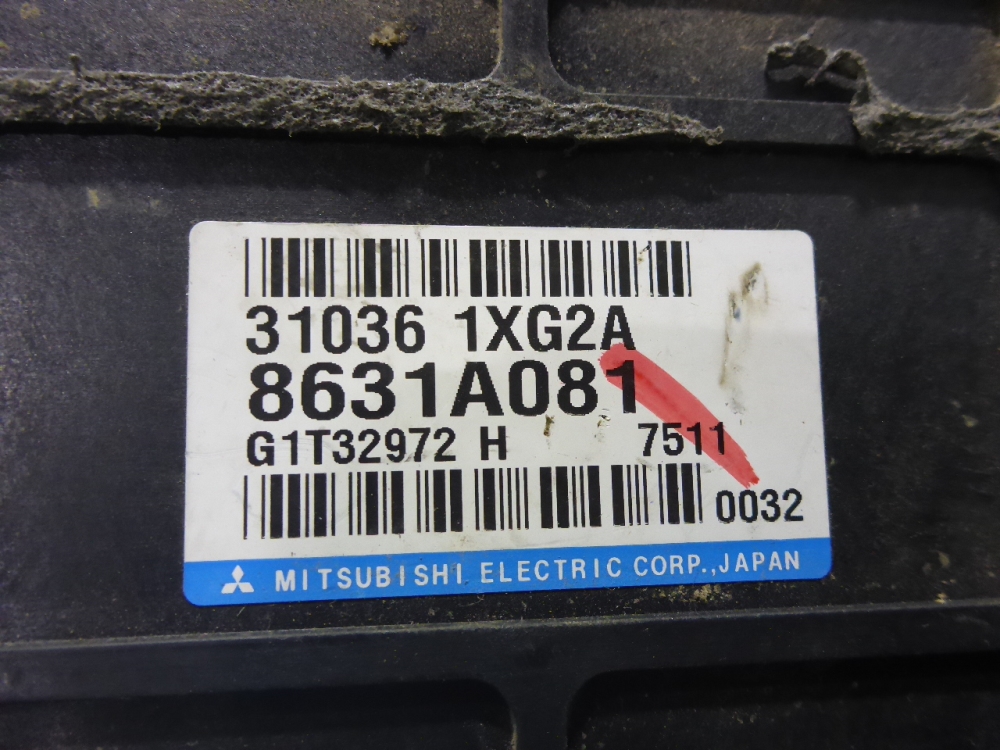 31036 1XG2A
8631A081
G1T32972 H 7511
0032
MITSUBISHI ELECTRIC CORP., JAPAN